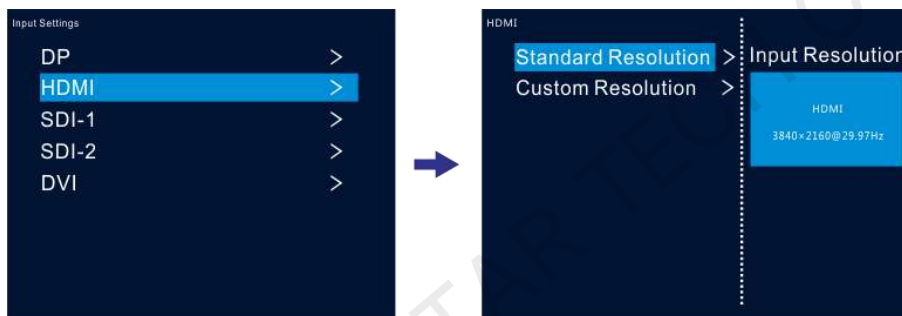 Input Settings
DP >
HDMI >
SDI-1 >
SDI-2 >
DVI >
HDMI
Standard Resolution >
Custom Resolution >
Input Resolution
HDMI
3840×2160@29.97Hz